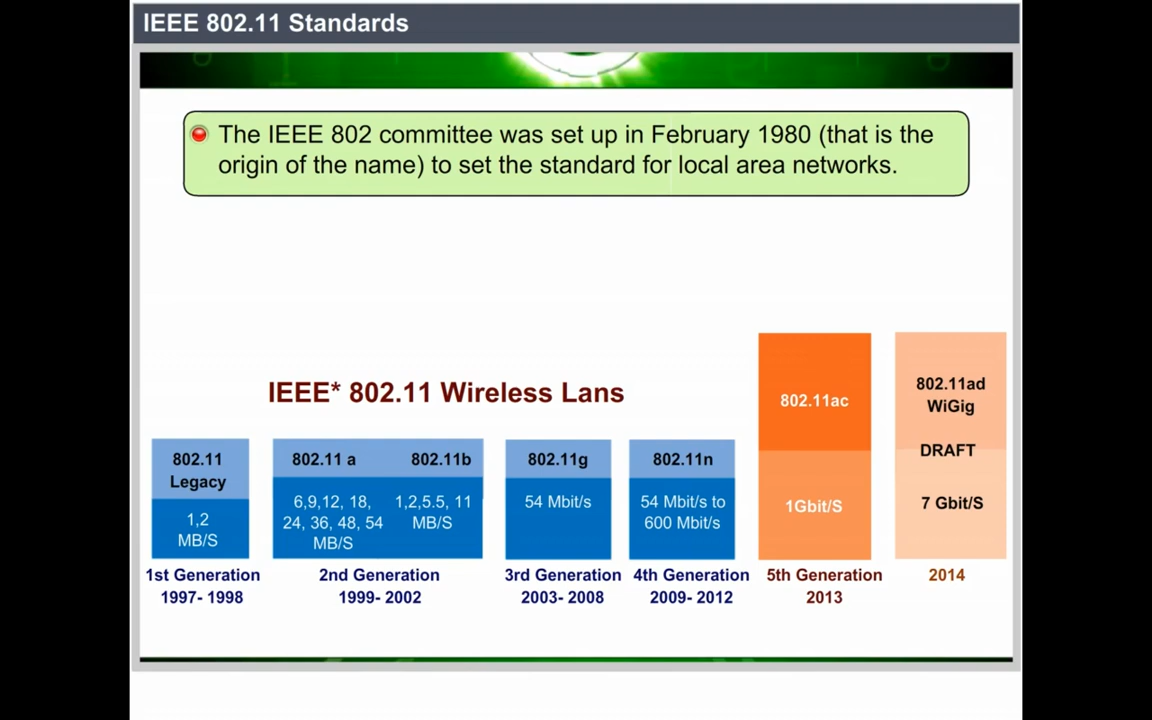 IEEE 802.11 Standards
The IEEE 802 committee was set up in February 1980 (that is the
origin of the name) to set the standard for local area networks.
IEEE* 802.11 Wireless Lans
802.11
Legacy
1,2
MB/S
1st Generation
1997- 1998
802.11 a
6,9,12, 18,
24, 36, 48, 54
MB/S
802.11b
1,2,5.5, 11
MB/S
2nd Generation
1999- 2002
802.11g
54 Mbit/s
3rd Generation
2003- 2008
802.11n
54 Mbit/s to
600 Mbit/s
4th Generation
2009- 2012
802.11ac
1Gbit/S
5th Generation
2013
802.11ad
WiGig
DRAFT
7 Gbit/S
2014